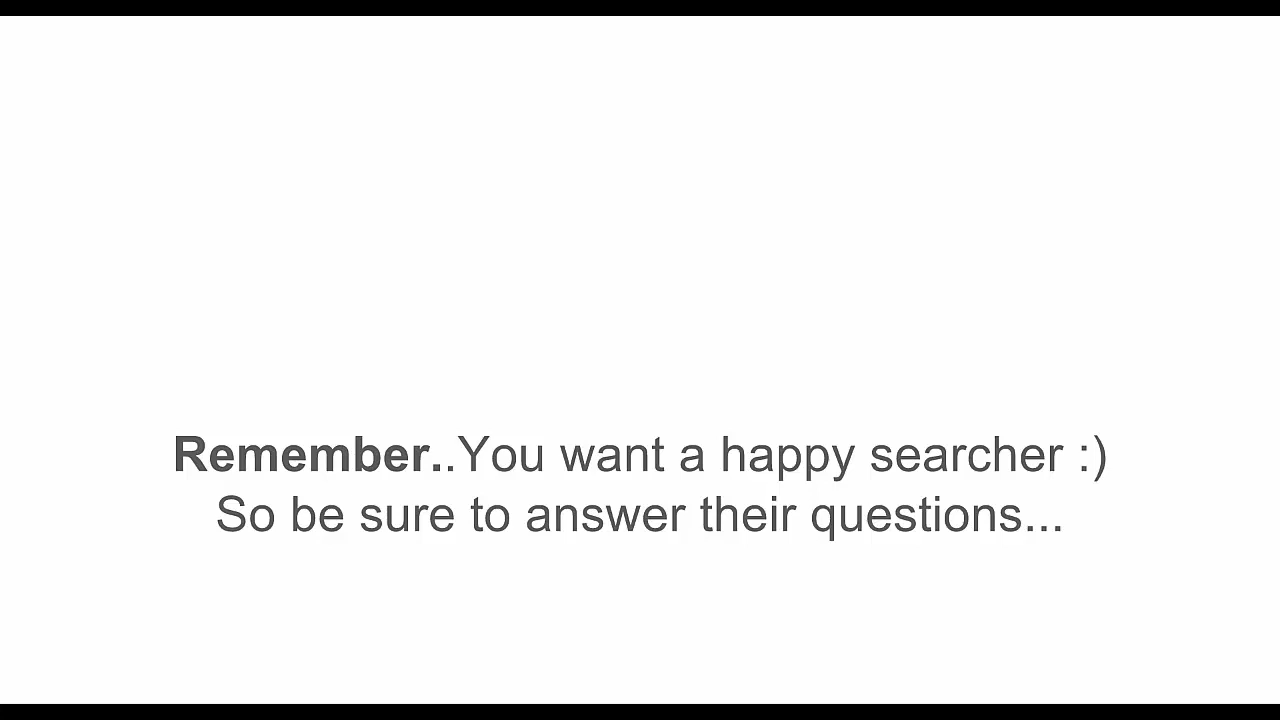 Remember..You want a happy searcher :)
So be sure to answer their questions...